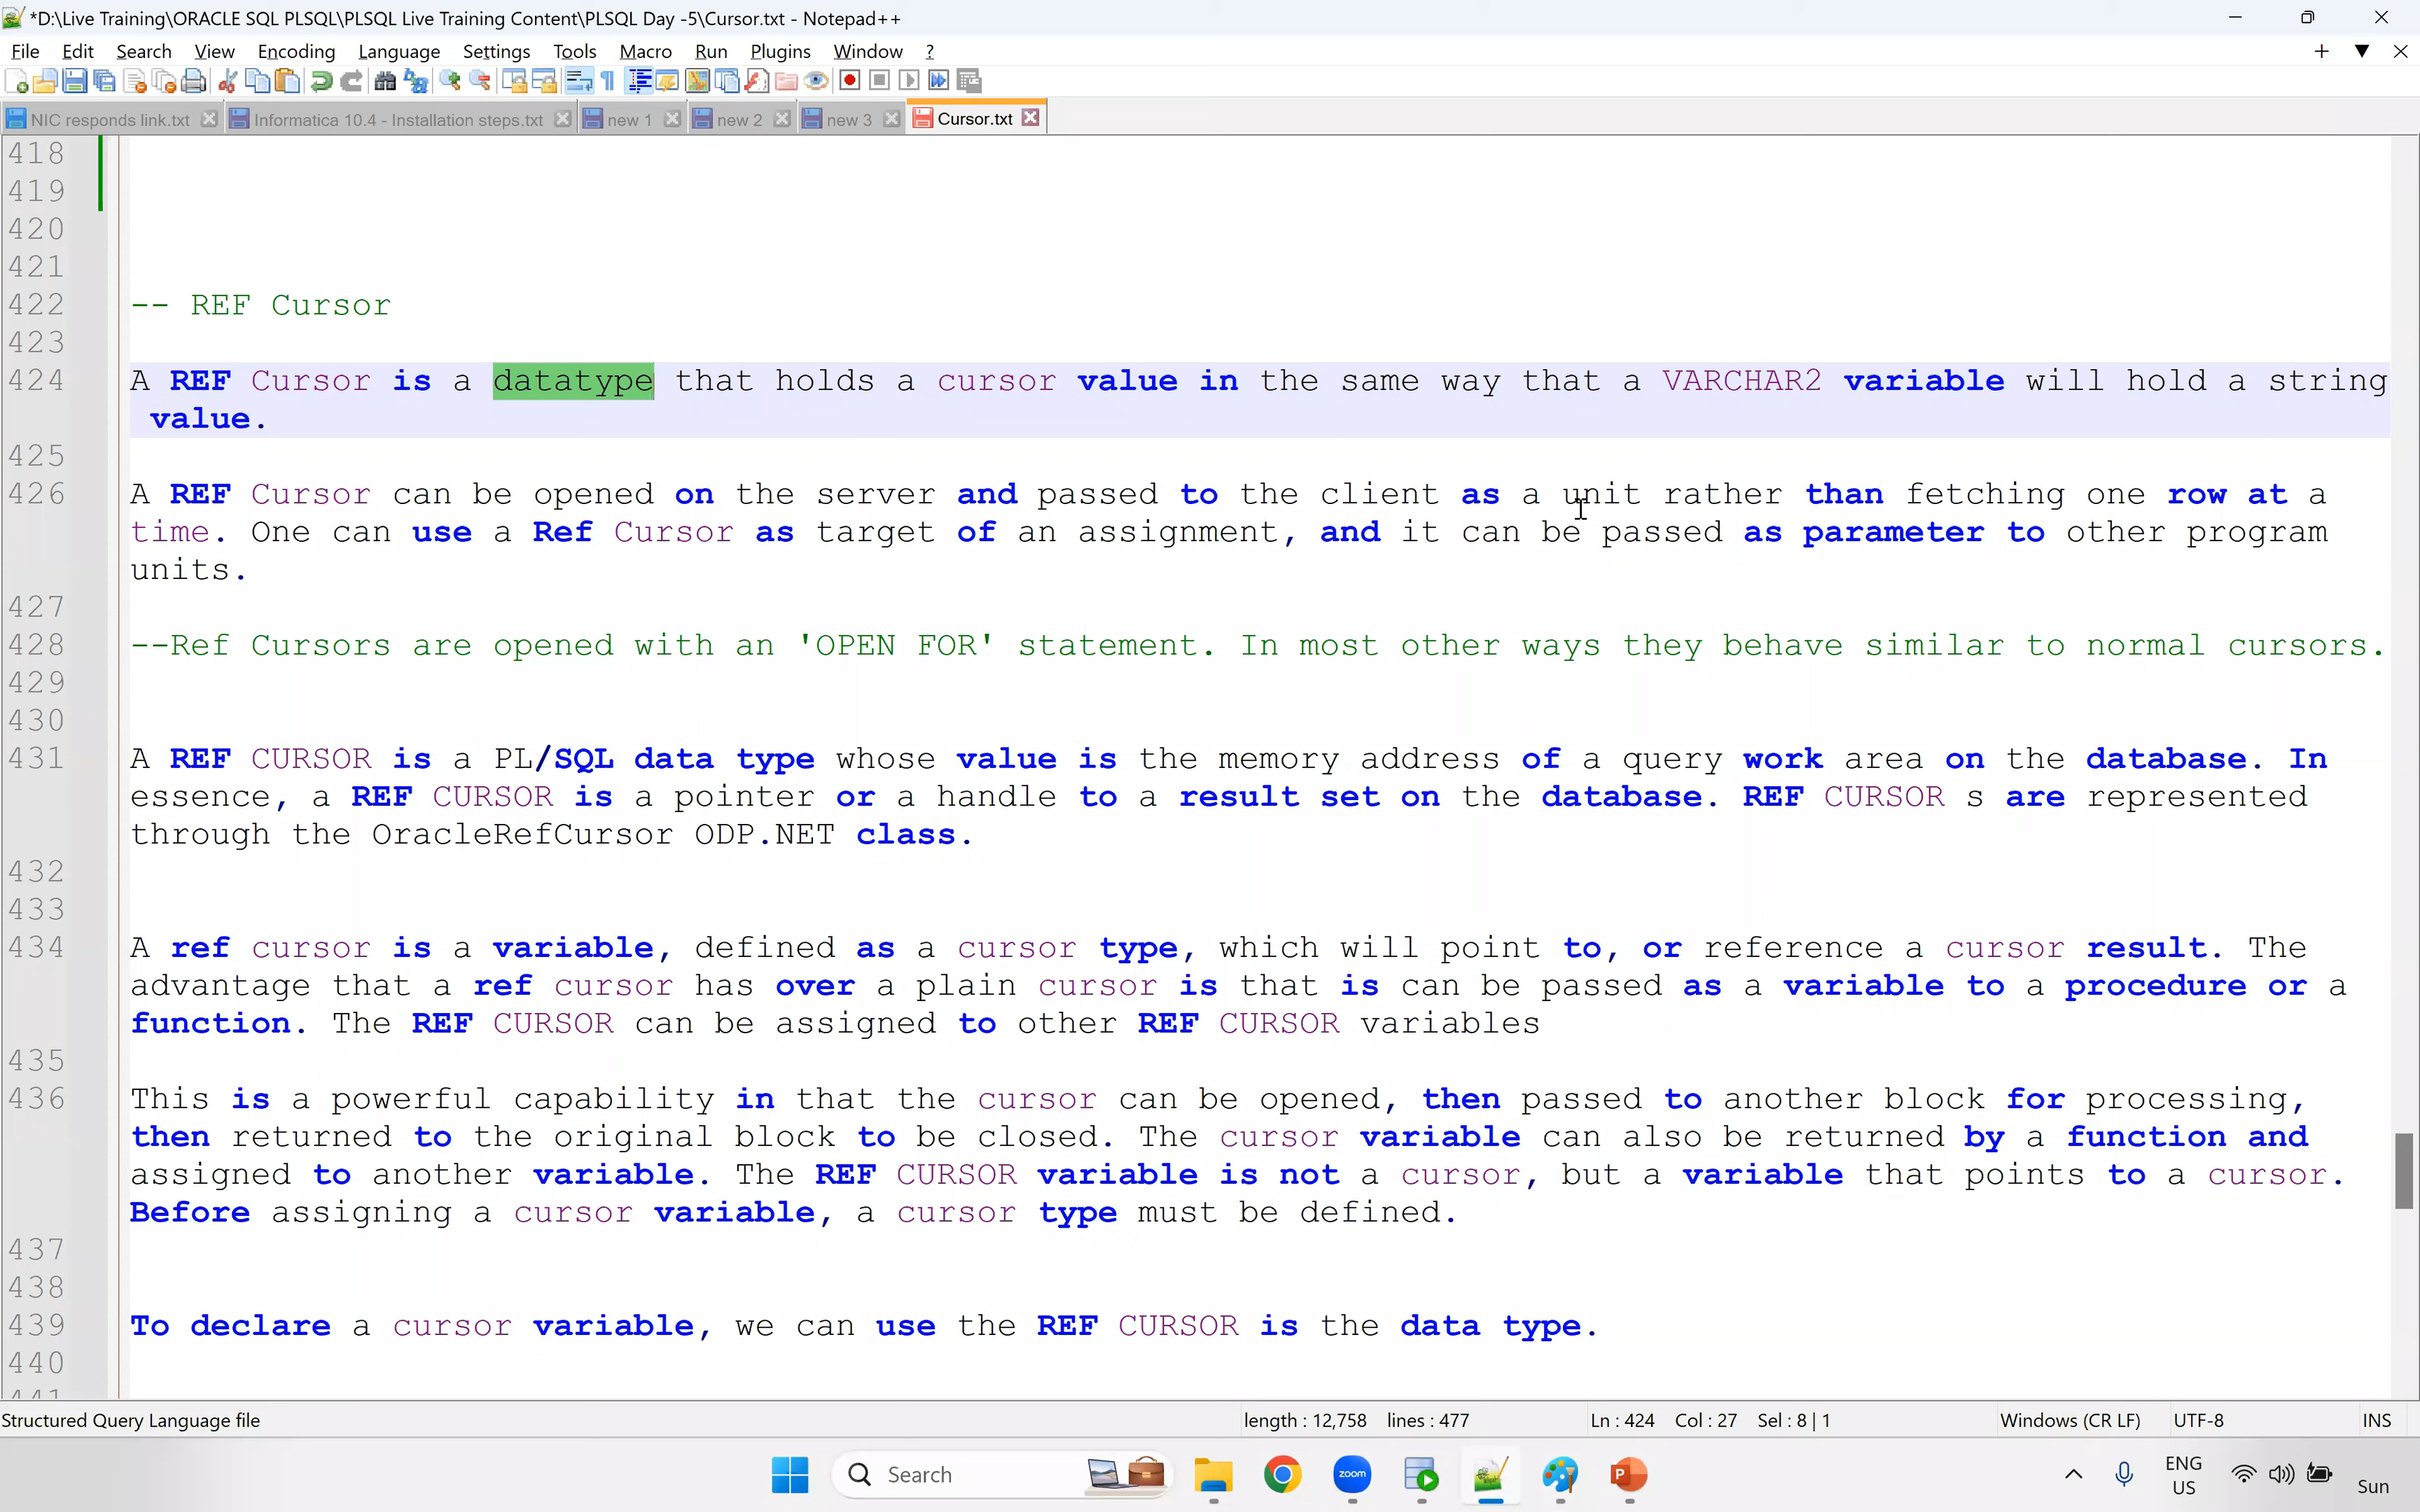 *D:\Live Training\ORACLE SQL PLSQL\PLSQL Live Training Content\PLSQL Day -5\Cursor.txt - Notepad++
File Edit Search View Encoding Language Settings Tools Macro Run Plugins Window ?
NIC responds link.txt Informatica 10.4 - Installation steps.txt new 1 new 2 new 3 Cursor.txt
418
419
420
421
422 -- REF Cursor
423
424 A REF Cursor is a datatype that holds a cursor value in the same way that a VARCHAR2 variable will hold a string
value.
425
426 A REF Cursor can be opened on the server and passed to the client as a unit rather than fetching one row at a
time. One can use a Ref Cursor as target of an assignment, and it can be passed as parameter to other program
units.
427
428 --Ref Cursors are opened with an 'OPEN FOR' statement. In most other ways they behave similar to normal cursors.
429
430
431 A REF CURSOR is a PL/SQL data type whose value is the memory address of a query work area on the database. In
essence, a REF CURSOR is a pointer or a handle to a result set on the database. REF CURSOR s are represented
through the OracleRefCursor ODP.NET class.
432
433
434 A ref cursor is a variable, defined as a cursor type, which will point to, or reference a cursor result. The
advantage that a ref cursor has over a plain cursor is that is can be passed as a variable to a procedure or a
function. The REF CURSOR can be assigned to other REF CURSOR variables
435
436 This is a powerful capability in that the cursor can be opened, then passed to another block for processing,
then returned to the original block to be closed. The cursor variable can also be returned by a function and
assigned to another variable. The REF CURSOR variable is not a cursor, but a variable that points to a cursor.
Before assigning a cursor variable, a cursor type must be defined.
437
438
439 To declare a cursor variable, we can use the REF CURSOR is the data type.
440
441
Structured Query Language file length : 12,758 lines : 477 Ln : 424 Col : 27 Sel : 8 | 1 Windows (CR LF) UTF-8 INS
Search zoom P ENG
US Sun